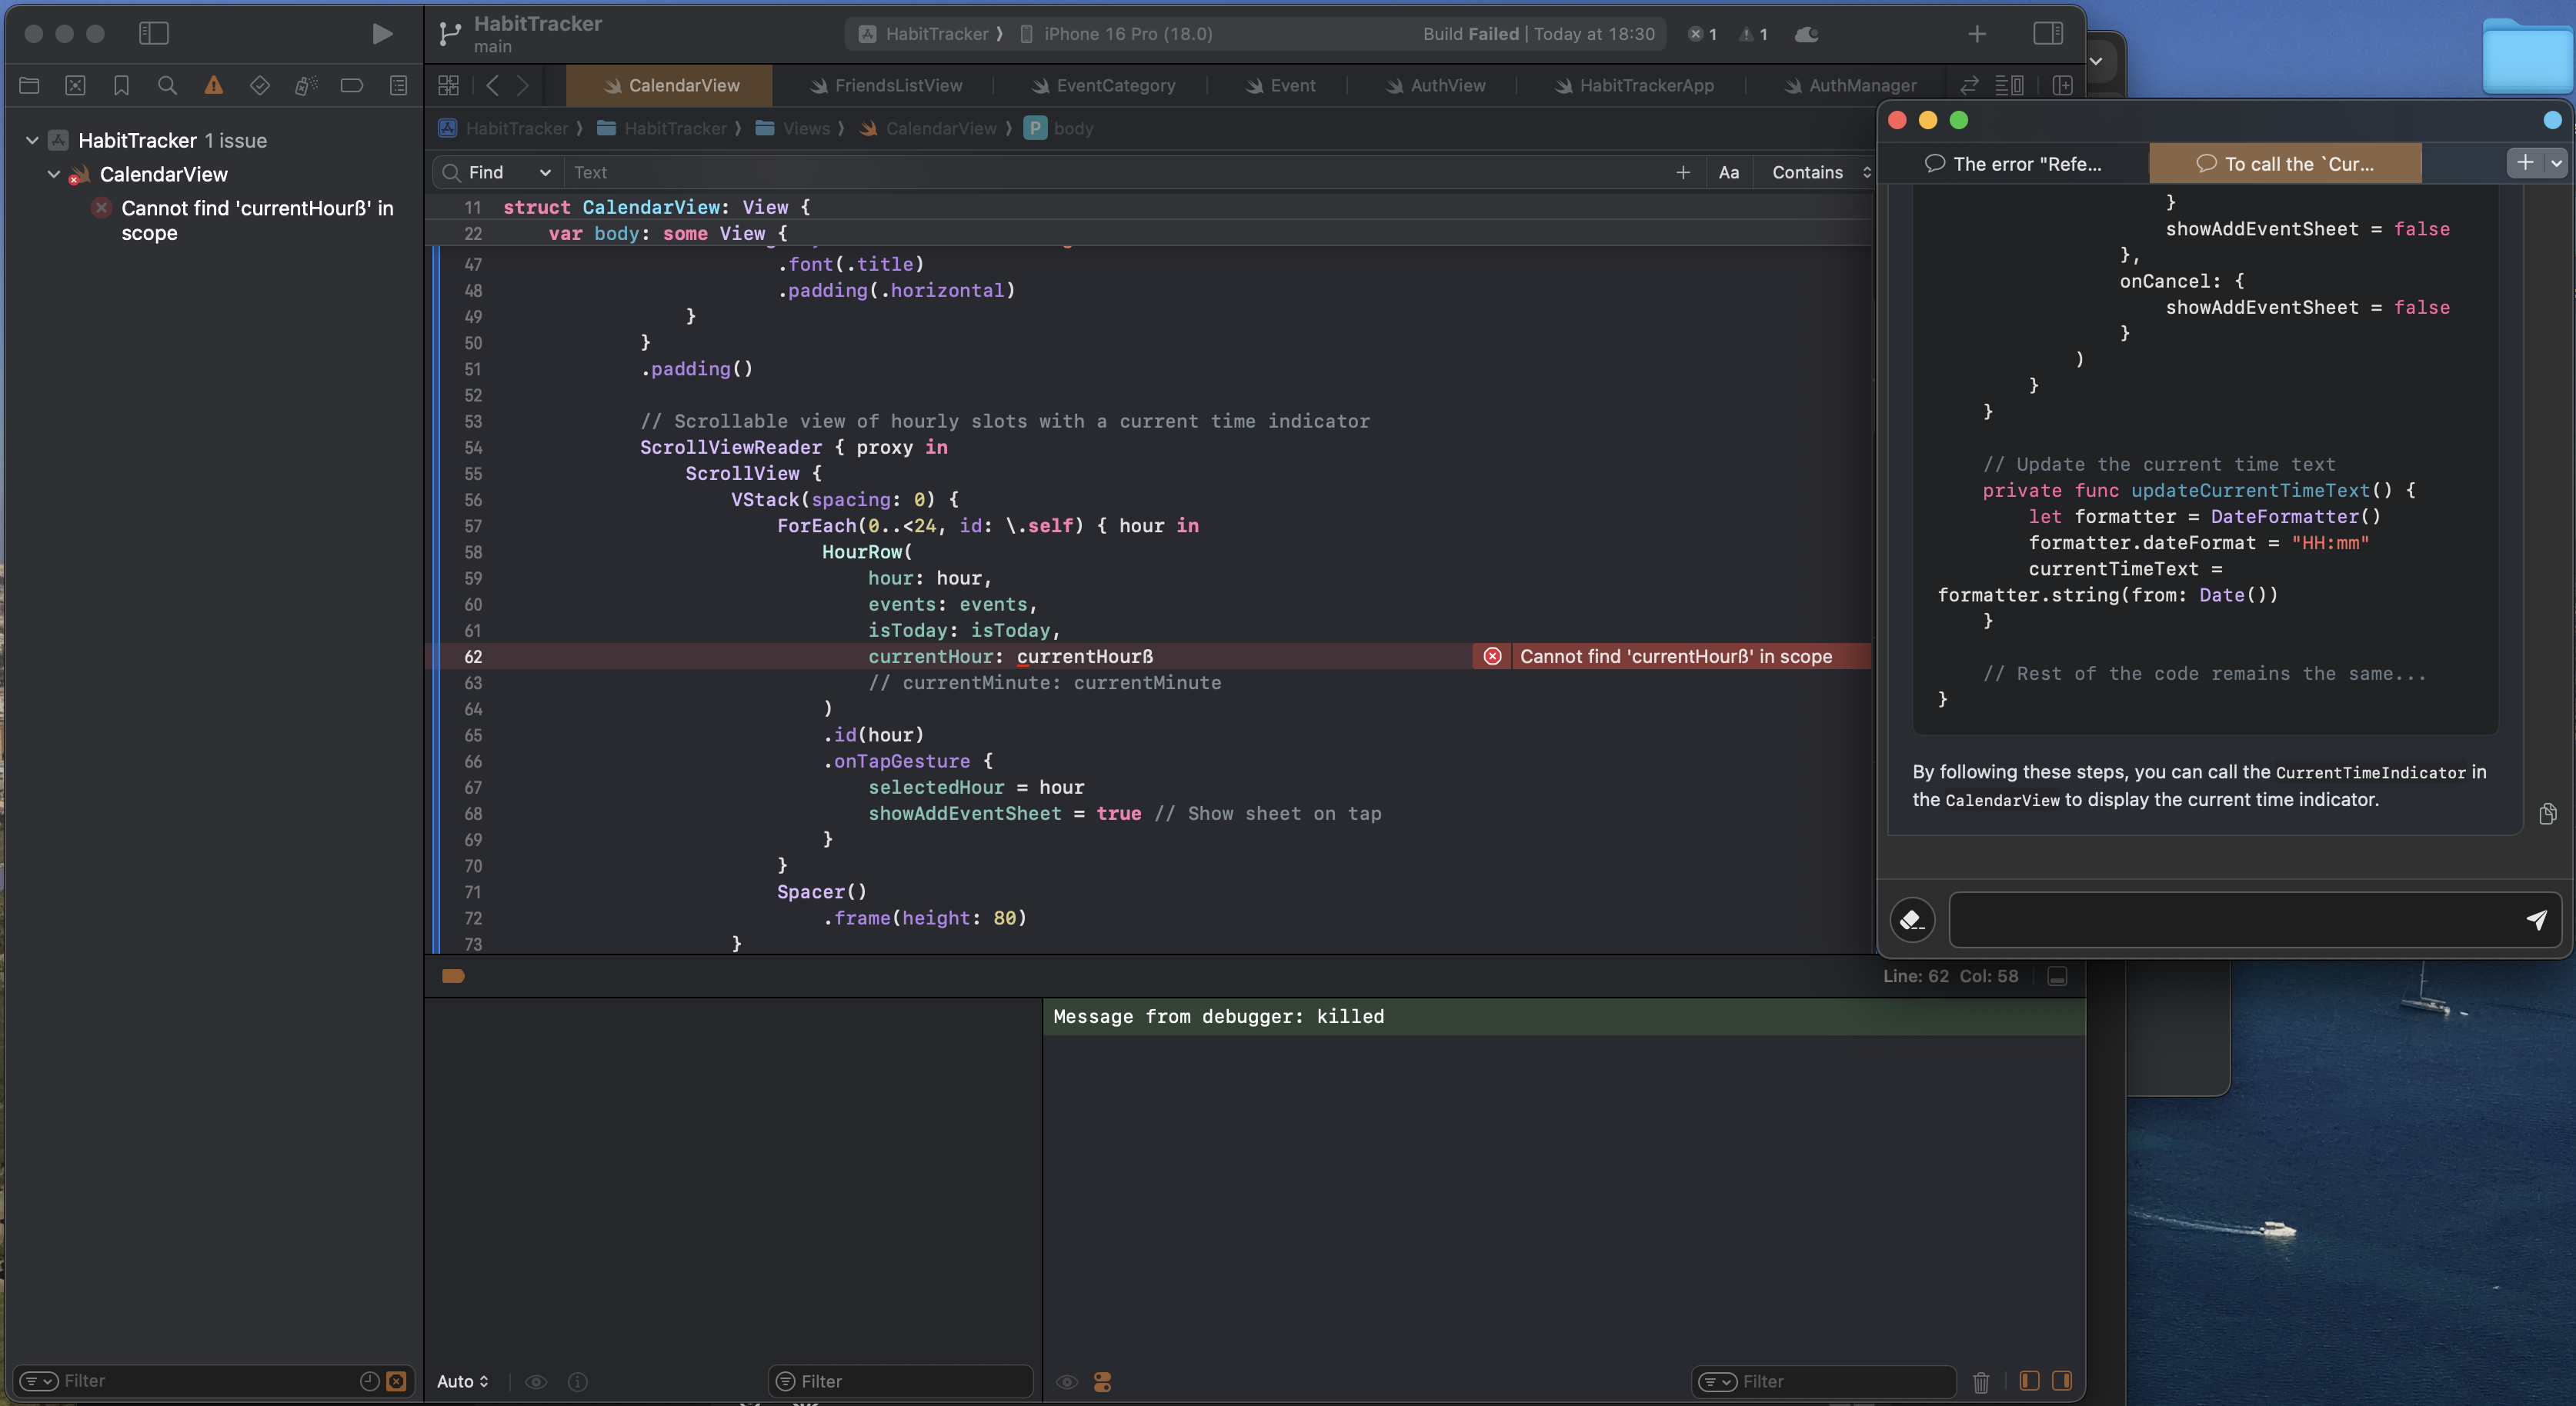 HabitTracker
main
HabitTracker ❭ iPhone 16 Pro (18.0)
Build Failed | Today at 18:30
1
1
CalendarView
FriendsListView
EventCategory
Event
AuthView
HabitTrackerApp
AuthManager
HabitTracker ❭ HabitTracker ❭ Views ❭ CalendarView ❭ P body
Find
Text
Aa
Contains
HabitTracker 1 issue
CalendarView
Cannot find 'currentHourß' in
scope
11 struct CalendarView: View {
22 var body: some View {
47 .font(.title)
48 .padding(.horizontal)
49 }
50 }
51 .padding()
52
53 // Scrollable view of hourly slots with a current time indicator
54 ScrollViewReader { proxy in
55 ScrollView {
56 VStack(spacing: 0) {
57 ForEach(0..<24, id: \.self) { hour in
58 HourRow(
59 hour: hour,
60 events: events,
61 isToday: isToday,
62 currentHour: currentHourß
Cannot find 'currentHourß' in scope
63 // currentMinute: currentMinute
64 )
65 .id(hour)
66 .onTapGesture {
67 selectedHour = hour
68 showAddEventSheet = true // Show sheet on tap
69 }
70 }
71 Spacer()
72 .frame(height: 80)
73 }
Line: 62 Col: 58
Message from debugger: killed
Filter
Auto
Filter
Filter
The error "Refe...
To call the `Cur...
}
showAddEventSheet = false
},
onCancel: {
showAddEventSheet = false
}
)
}
}
// Update the current time text
private func updateCurrentTimeText() {
let formatter = DateFormatter()
formatter.dateFormat = "HH:mm"
currentTimeText =
formatter.string(from: Date())
}
// Rest of the code remains the same...
}
By following these steps, you can call the CurrentTimeIndicator in
the CalendarView to display the current time indicator.